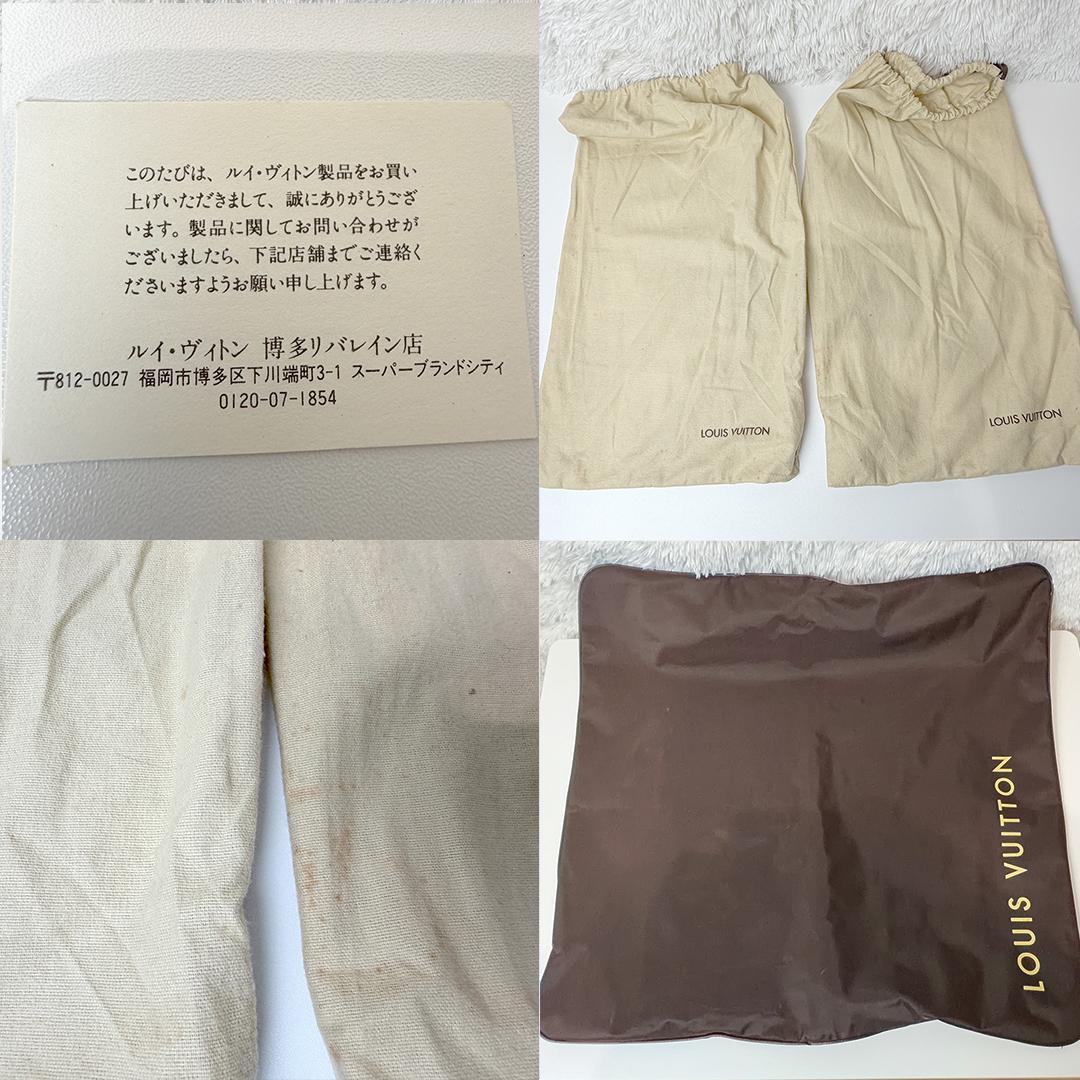 このたびは、ルイ・ヴィトン製品をお買い
上げいただきまして、誠にありがとうござ
います。製品に関してお問い合わせが
ございましたら、下記店舗までご連絡く
ださいますようお願い申し上げます。
ルイ・ヴィトン 博多リバレイン店
〒812-0027 福岡市博多区下川端町3-1 スーパーブランドシティ
0120-07-1854
LOUIS VUITTON
LOUIS VUITTON
LOUIS VUITTON